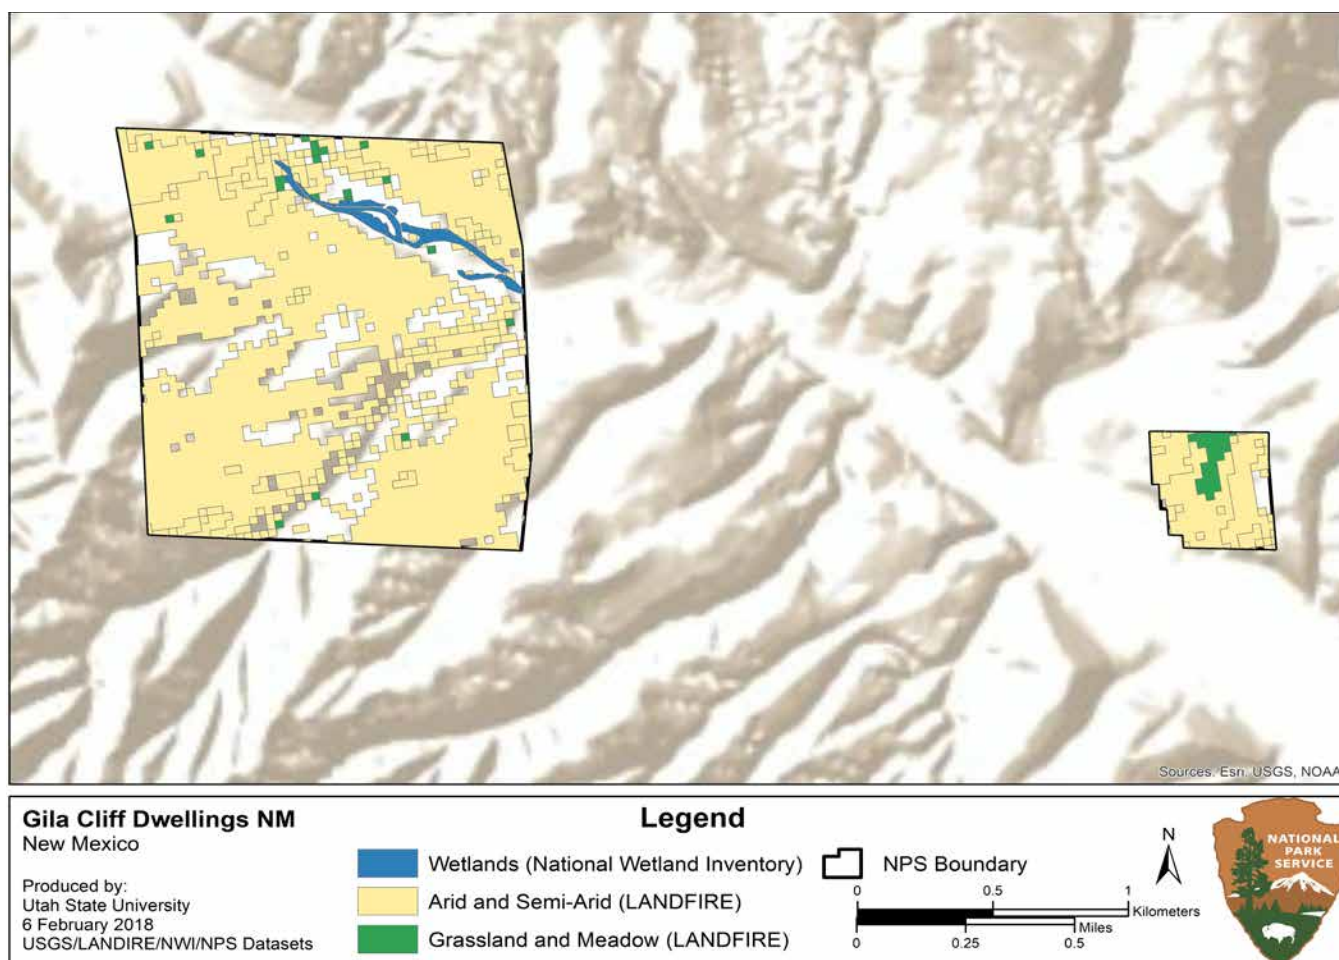 Sources: Esri, USGS, NOAA
Gila Cliff Dwellings NM
New Mexico
Produced by:
Utah State University
6 February 2018
USGS/LANDIRE/NWI/NPS Datasets
Legend
Wetlands (National Wetland Inventory)
Arid and Semi-Arid (LANDFIRE)
Grassland and Meadow (LANDFIRE)
NPS Boundary
0 0.5 1
Kilometers
Miles
0 0.25 0.5
N
NATIONAL
PARK
SERVICE